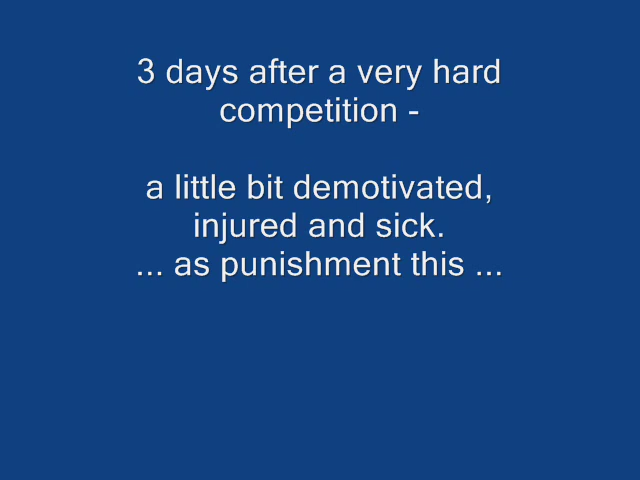 3 days after a very hard
competition -
a little bit demotivated,
injured and sick.
... as punishment this ...